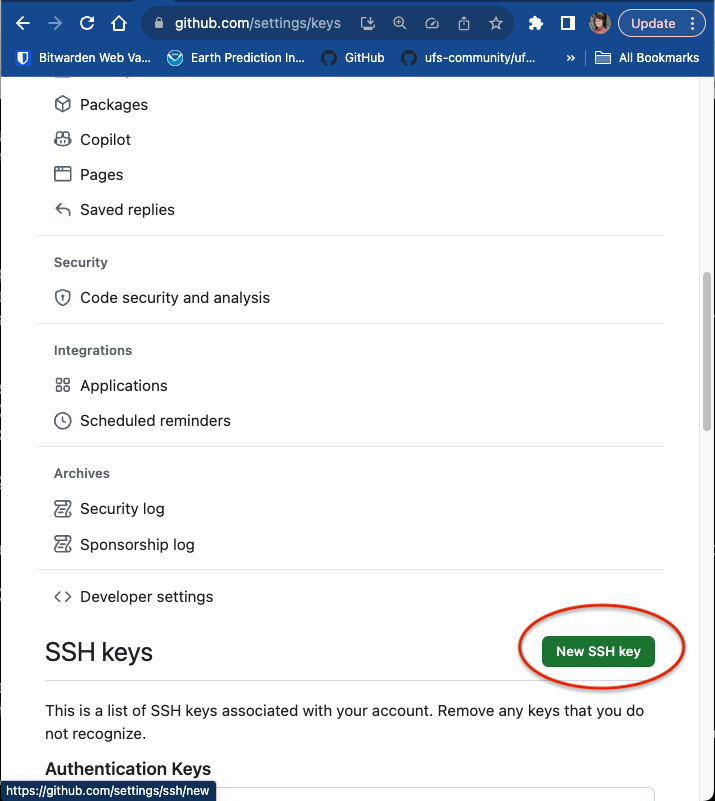 github.com/settings/keys
Update
Bitwarden Web Va...
Earth Prediction In...
GitHub
ufs-community/uf...
»
All Bookmarks
Packages
Copilot
Pages
Saved replies
Security
Code security and analysis
Integrations
Applications
Scheduled reminders
Archives
Security log
Sponsorship log
Developer settings
SSH keys
New SSH key
This is a list of SSH keys associated with your account. Remove any keys that you do
not recognize.
Authentication Keys
https://github.com/settings/ssh/new